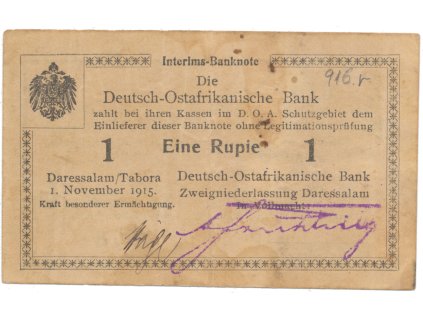 Interims-Banknote
916.r
Die
Deutsch-Ostafrikanische Bank
zahlt bei ihren Kassen im D. O. A. Schutzgebiet dem
Einlieferer dieser Banknote ohne Legitimationsprüfung
1 Eine Rupie 1
Daressalam/Tabora
1. November 1915.
Kraft besonderer Ermächtigung.
Deutsch-Ostafrikanische Bank
Zweigniederlassung Daressalam
In Vollmacht: